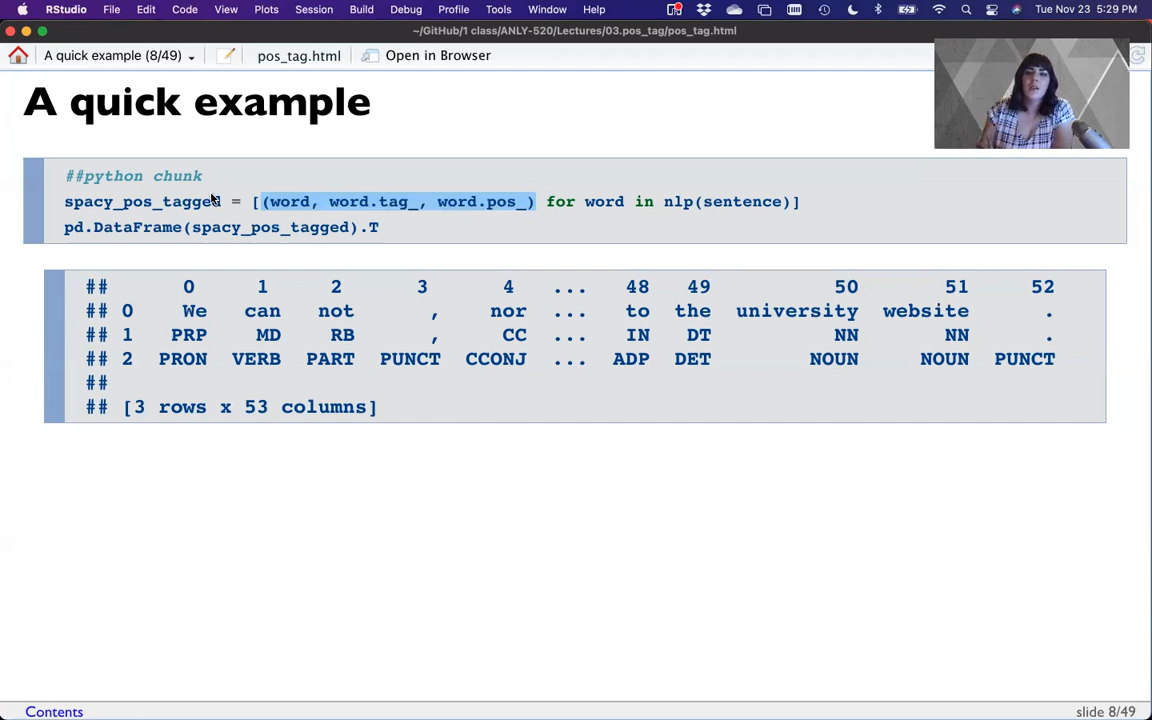 RStudio File Edit Code View Plots Session Build Debug Profile Tools Window Help Tue Nov 23 5:29 PM
~/GitHub/1 class/ANLY-520/Lectures/03.pos_tag/pos_tag.html
A quick example (8/49) pos_tag.html Open in Browser
A quick example
##python chunk
spacy_pos_tagged = [(word, word.tag_, word.pos_) for word in nlp(sentence)]
pd.DataFrame(spacy_pos_tagged).T
## 0 1 2 3 4 ... 48 49 50 51 52
## 0 We can not , nor ... to the university website .
## 1 PRP MD RB , CC ... IN DT NN NN .
## 2 PRON VERB PART PUNCT CCONJ ... ADP DET NOUN NOUN PUNCT
##
## [3 rows x 53 columns]
Contents slide 8/49